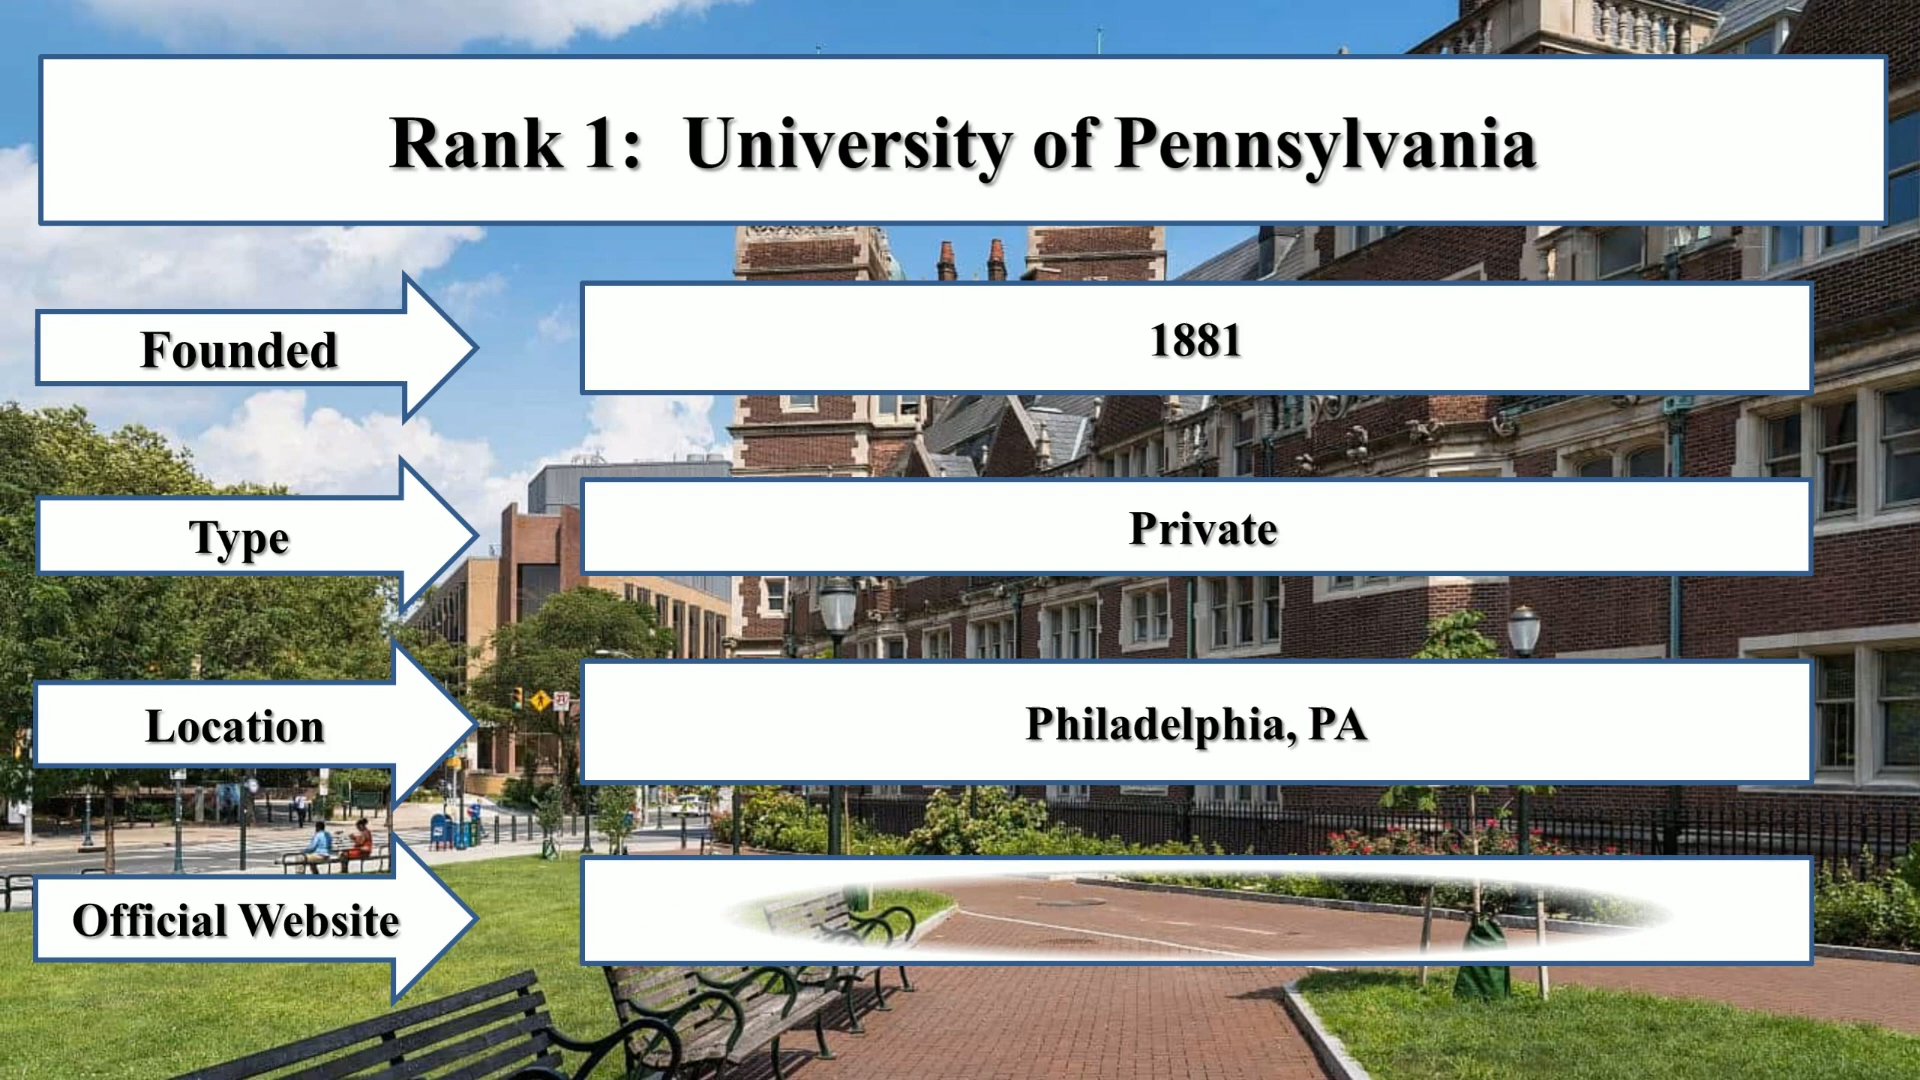 Rank 1: University of Pennsylvania
Founded
1881
Type
Private
Location
Philadelphia, PA
Official Website